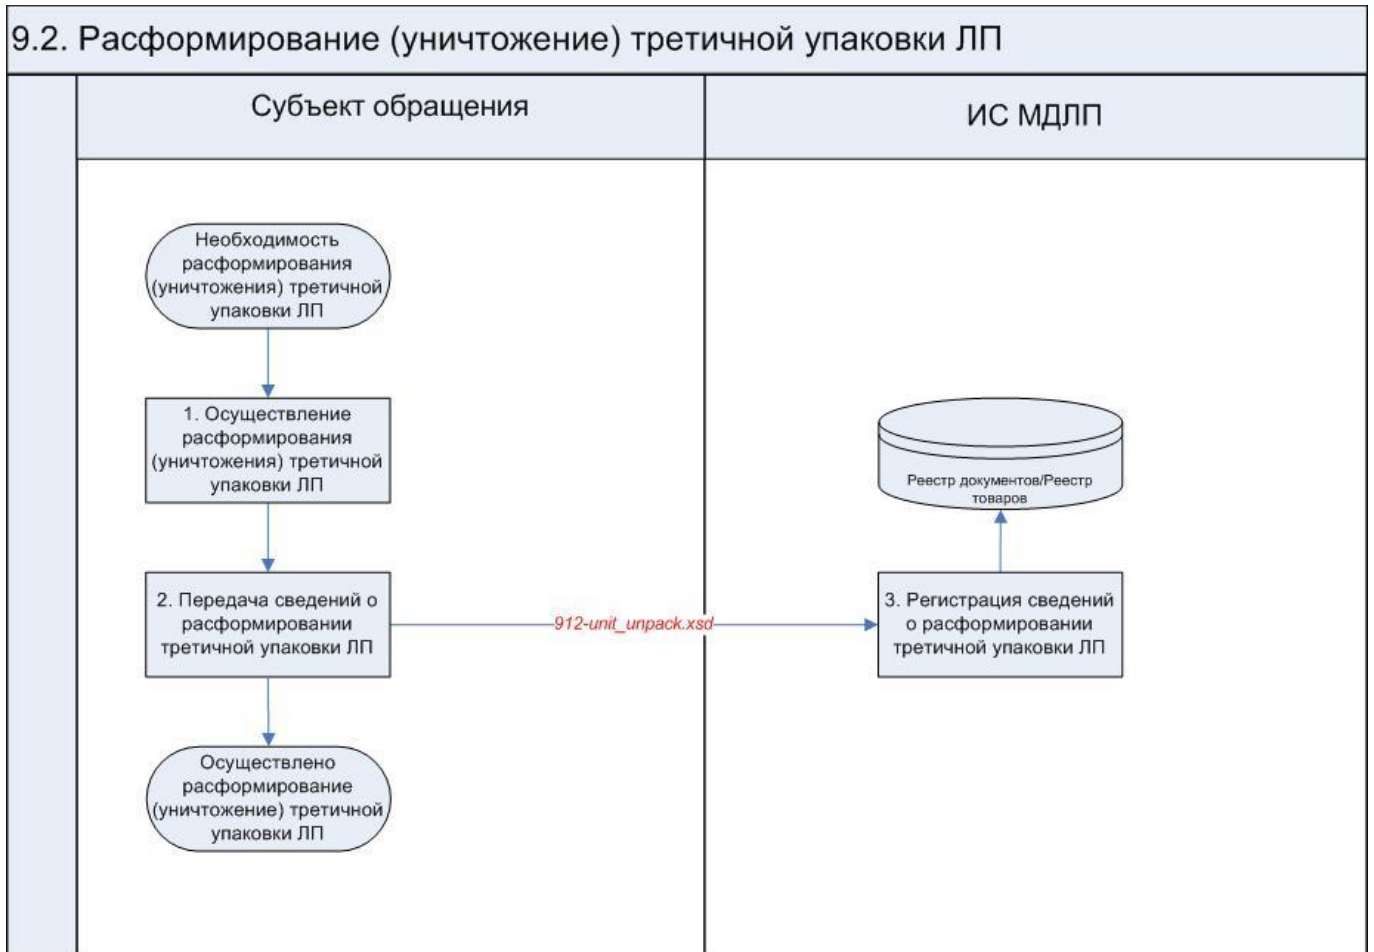 9.2. Расформирование (уничтожение) третичной упаковки ЛП
Субъект обращения
ИС МДЛП
Необходимость
расформирования
(уничтожения) третичной
упаковки ЛП
1. Осуществление
расформирования
(уничтожения) третичной
упаковки ЛП
Реестр документов/Реестр
товаров
2. Передача сведений о
расформировании
третичной упаковки ЛП
912-unit_unpack.xsd
3. Регистрация сведений
о расформировании
третичной упаковки ЛП
Осуществлено
расформирование
(уничтожение) третичной
упаковки ЛП